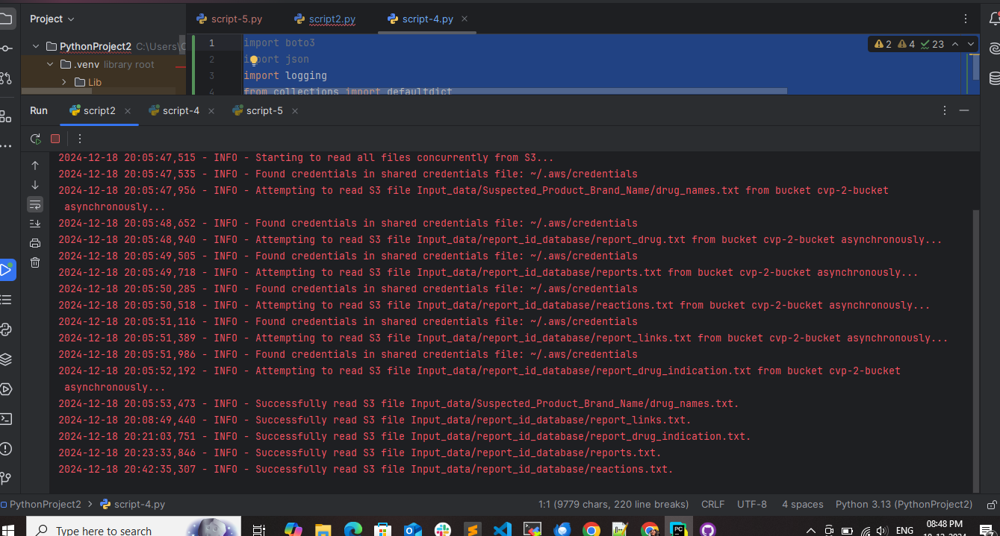 Project
script-5.py
script2.py
script-4.py
PythonProject2 C:\Users\
.venv library root
Lib
1 import boto3
2 import json
3 import logging
4 from collections import defaultdict
2 4 23
Run script2 script-4 script-5
2024-12-18 20:05:47,515 - INFO - Starting to read all files concurrently from S3...
2024-12-18 20:05:47,535 - INFO - Found credentials in shared credentials file: ~/.aws/credentials
2024-12-18 20:05:47,956 - INFO - Attempting to read S3 file Input_data/Suspected_Product_Brand_Name/drug_names.txt from bucket cvp-2-bucket
asynchronously...
2024-12-18 20:05:48,652 - INFO - Found credentials in shared credentials file: ~/.aws/credentials
2024-12-18 20:05:48,940 - INFO - Attempting to read S3 file Input_data/report_id_database/report_drug.txt from bucket cvp-2-bucket asynchronously...
2024-12-18 20:05:49,505 - INFO - Found credentials in shared credentials file: ~/.aws/credentials
2024-12-18 20:05:49,718 - INFO - Attempting to read S3 file Input_data/report_id_database/reports.txt from bucket cvp-2-bucket asynchronously...
2024-12-18 20:05:50,285 - INFO - Found credentials in shared credentials file: ~/.aws/credentials
2024-12-18 20:05:50,518 - INFO - Attempting to read S3 file Input_data/report_id_database/reactions.txt from bucket cvp-2-bucket asynchronously...
2024-12-18 20:05:51,116 - INFO - Found credentials in shared credentials file: ~/.aws/credentials
2024-12-18 20:05:51,389 - INFO - Attempting to read S3 file Input_data/report_id_database/report_links.txt from bucket cvp-2-bucket asynchronously...
2024-12-18 20:05:51,986 - INFO - Found credentials in shared credentials file: ~/.aws/credentials
2024-12-18 20:05:52,192 - INFO - Attempting to read S3 file Input_data/report_id_database/report_drug_indication.txt from bucket cvp-2-bucket
asynchronously...
2024-12-18 20:05:53,473 - INFO - Successfully read S3 file Input_data/Suspected_Product_Brand_Name/drug_names.txt.
2024-12-18 20:08:49,440 - INFO - Successfully read S3 file Input_data/report_id_database/report_links.txt.
2024-12-18 20:21:03,751 - INFO - Successfully read S3 file Input_data/report_id_database/report_drug_indication.txt.
2024-12-18 20:23:33,846 - INFO - Successfully read S3 file Input_data/report_id_database/reports.txt.
2024-12-18 20:42:35,307 - INFO - Successfully read S3 file Input_data/report_id_database/reactions.txt.
PythonProject2 > script-4.py
1:1 (9779 chars, 220 line breaks) CRLF UTF-8 4 spaces Python 3.13 (PythonProject2)
Type here to search
ENG
08:48 PM
18-12-2024